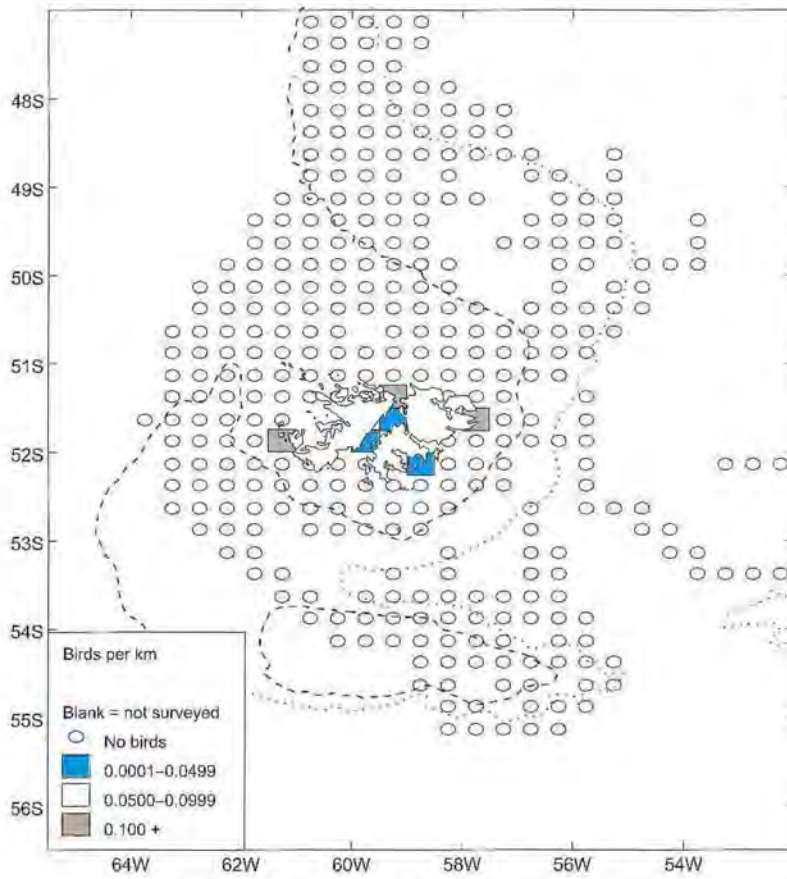 48S
49S
50S
51S
52S
53S
54S
55S
56S
Birds per km
Blank = not surveyed
No birds
0.0001–0.0499
0.0500–0.0999
0.100 +
64W 62W 60W 58W 56W 54W